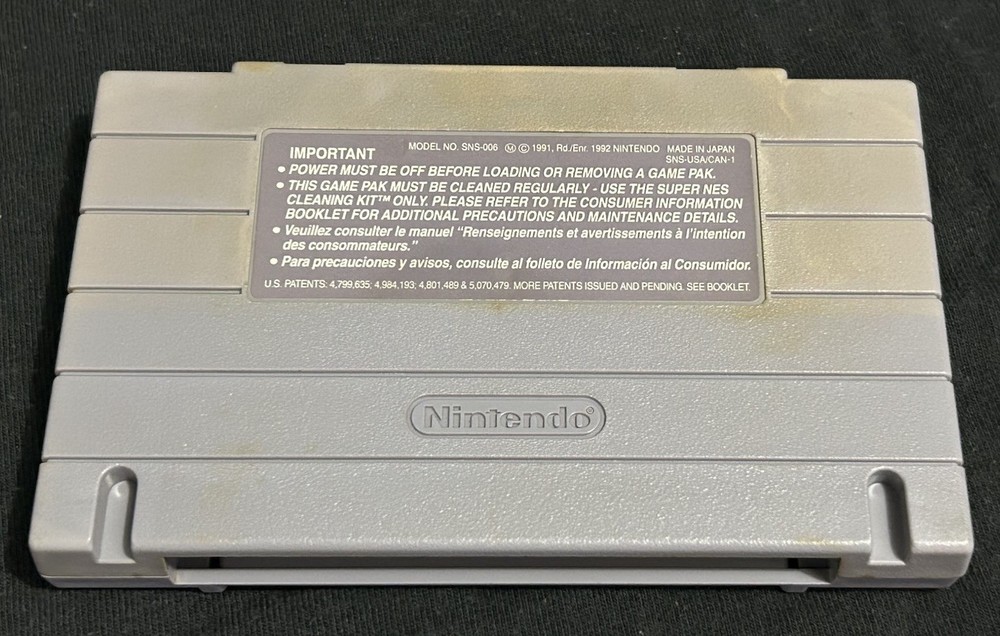 IMPORTANT MODEL NO. SNS-006 Ⓜ © 1991, Rd./Enr. 1992 NINTENDO MADE IN JAPAN
SNS-USA/CAN-1
• POWER MUST BE OFF BEFORE LOADING OR REMOVING A GAME PAK.
• THIS GAME PAK MUST BE CLEANED REGULARLY - USE THE SUPER NES
CLEANING KIT™ ONLY. PLEASE REFER TO THE CONSUMER INFORMATION
BOOKLET FOR ADDITIONAL PRECAUTIONS AND MAINTENANCE DETAILS.
• Veuillez consulter le manuel "Renseignements et avertissements à l'intention
des consommateurs."
• Para precauciones y avisos, consulte al folleto de Información al Consumidor.
U.S. PATENTS: 4,799,635; 4,984,193; 4,801,489 & 5,070,479. MORE PATENTS ISSUED AND PENDING. SEE BOOKLET.
Nintendo®